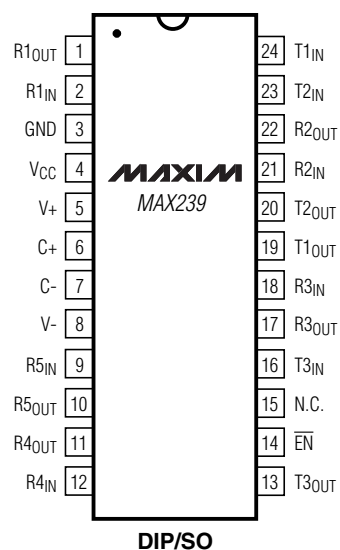 R1OUT 1 24 T1IN
R1IN 2 23 T2IN
GND 3 22 R2OUT
VCC 4 MAXIM 21 R2IN
V+ 5 MAX239 20 T2OUT
C+ 6 19 T1OUT
C- 7 18 R3IN
V- 8 17 R3OUT
R5IN 9 16 T3IN
R5OUT 10 15 N.C.
R4OUT 11 14 E̅N̅
R4IN 12 13 T3OUT
DIP/SO